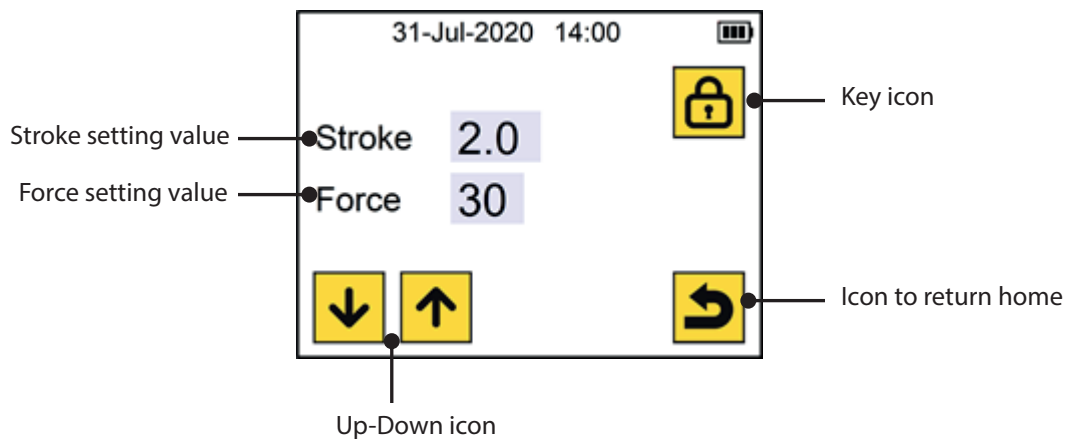 31-Jul-2020 14:00
Key icon
Stroke setting value
Stroke 2.0
Force setting value
Force 30
Icon to return home
Up-Down icon